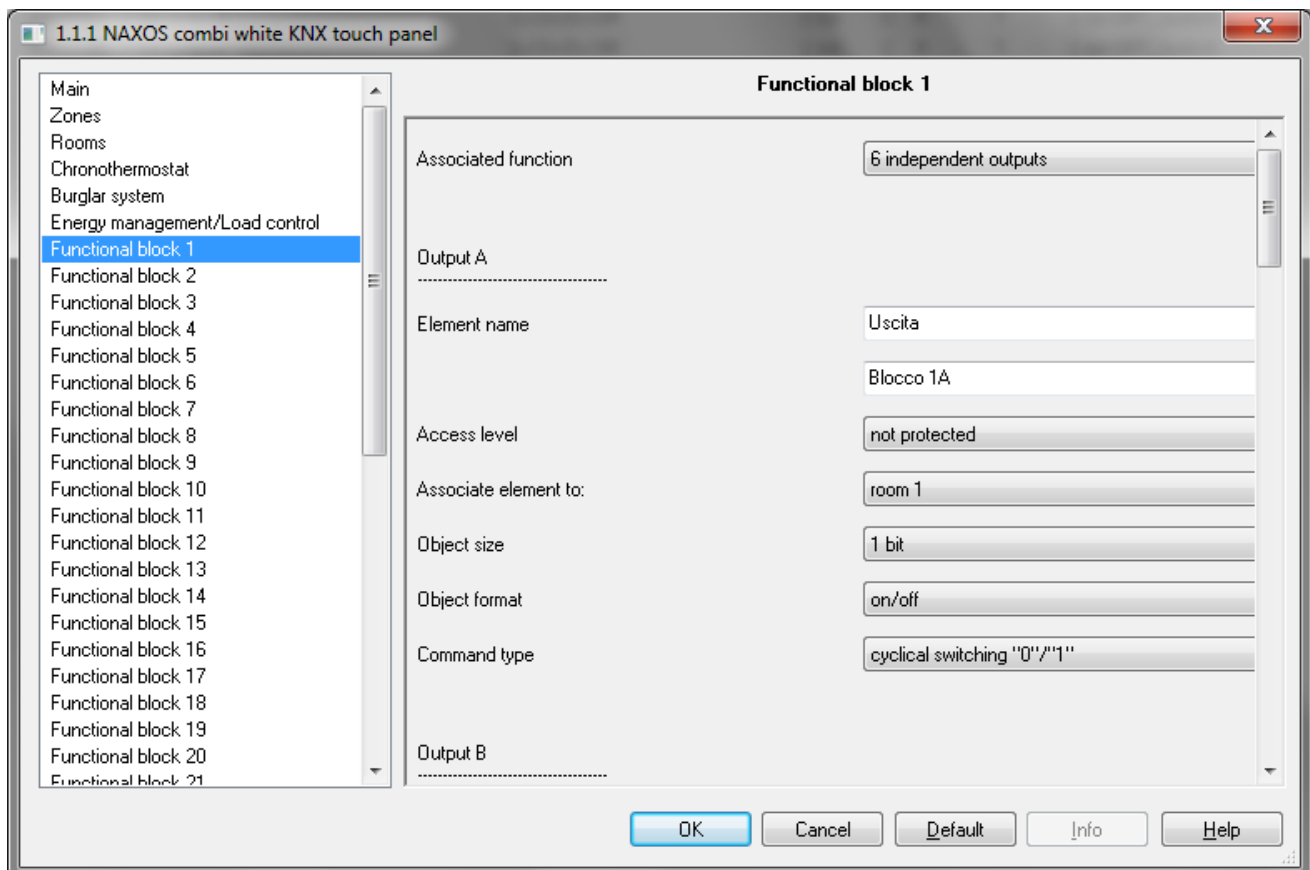 1.1.1 NAXOS combi white KNX touch panel
Main
Zones
Rooms
Chronothermostat
Burglar system
Energy management/Load control
Functional block 1
Functional block 2
Functional block 3
Functional block 4
Functional block 5
Functional block 6
Functional block 7
Functional block 8
Functional block 9
Functional block 10
Functional block 11
Functional block 12
Functional block 13
Functional block 14
Functional block 15
Functional block 16
Functional block 17
Functional block 18
Functional block 19
Functional block 20
Functional block 21
Functional block 1
Associated function 6 independent outputs
Output A
Element name Uscita
Blocco 1A
Access level not protected
Associate element to: room 1
Object size 1 bit
Object format on/off
Command type cyclical switching "0"/"1"
Output B
OK Cancel Default Info Help